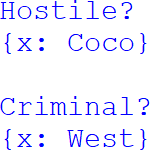 Hostile?
{x: Coco}

Criminal?
{x: West}